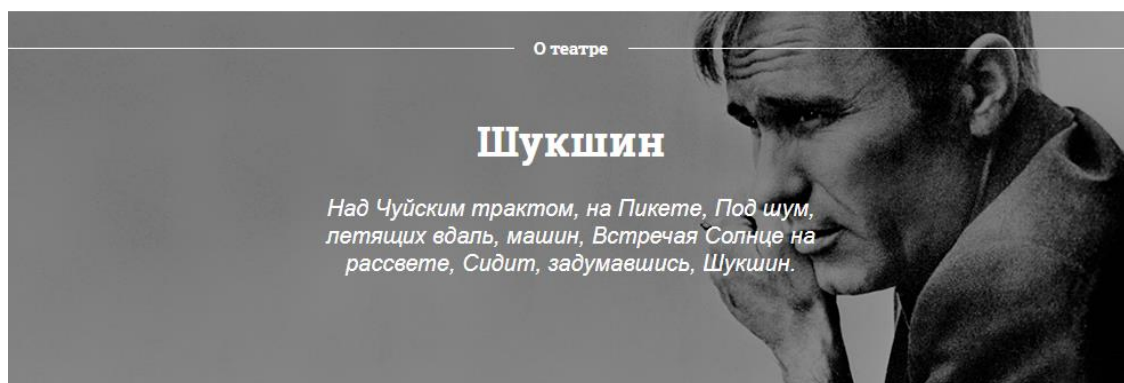 О театре
Шукшин
Над Чуйским трактом, на Пикете, Под шум,
летящих вдаль, машин, Встречая Солнце на
рассвете, Сидит, задумавшись, Шукшин.